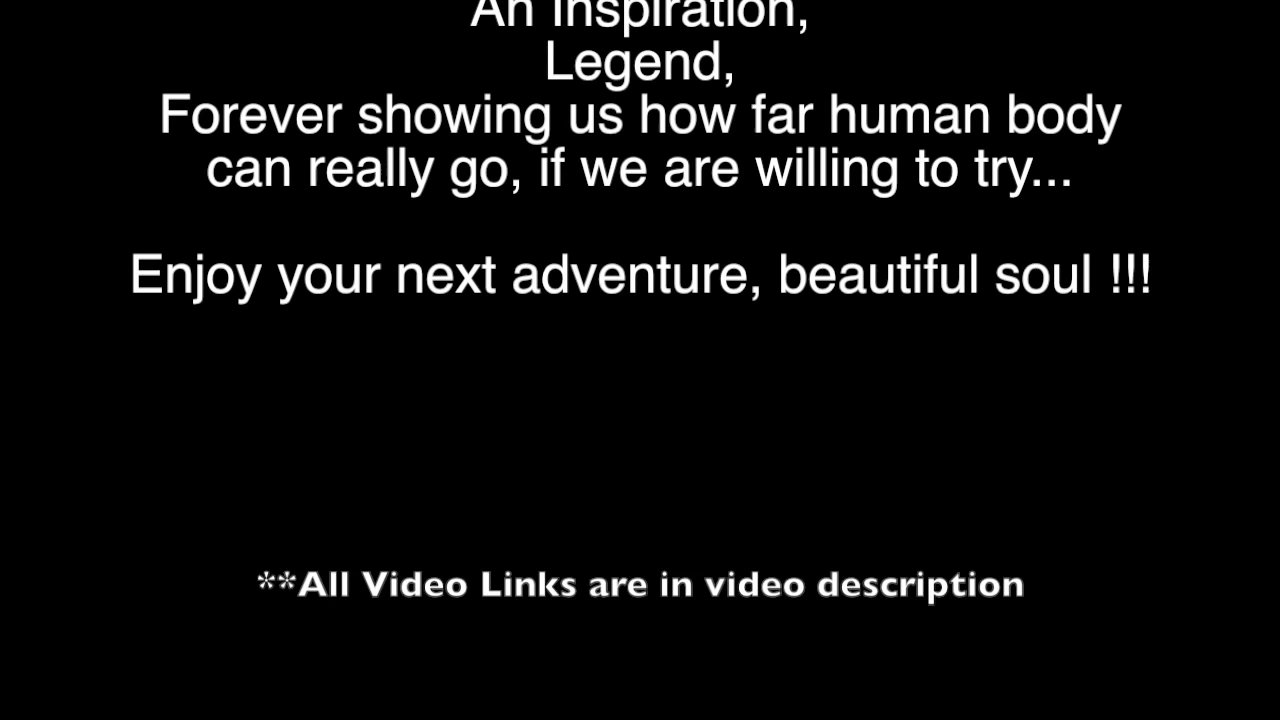 An Inspiration,
Legend,
Forever showing us how far human body
can really go, if we are willing to try...
Enjoy your next adventure, beautiful soul !!!
**All Video Links are in video description